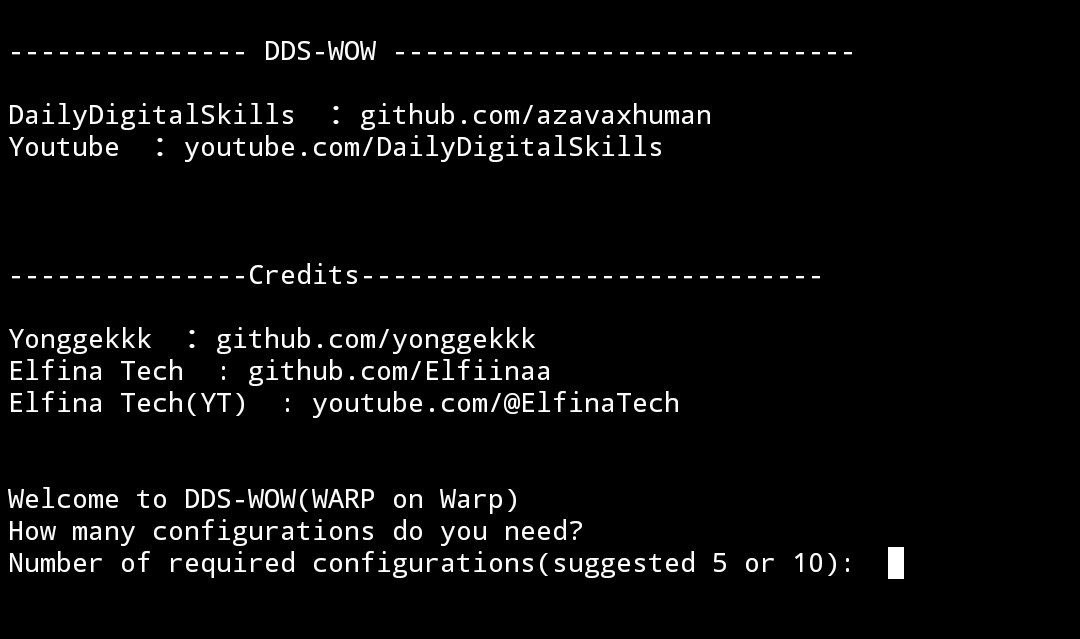 --------------- DDS-WOW -----------------------------
DailyDigitalSkills  : github.com/azavaxhuman
Youtube  : youtube.com/DailyDigitalSkills
---------------Credits-----------------------------
Yonggekkk  : github.com/yonggekkk
Elfina Tech  : github.com/Elfiinaa
Elfina Tech(YT)  : youtube.com/@ElfinaTech
Welcome to DDS-WOW(WARP on Warp)
How many configurations do you need?
Number of required configurations(suggested 5 or 10):